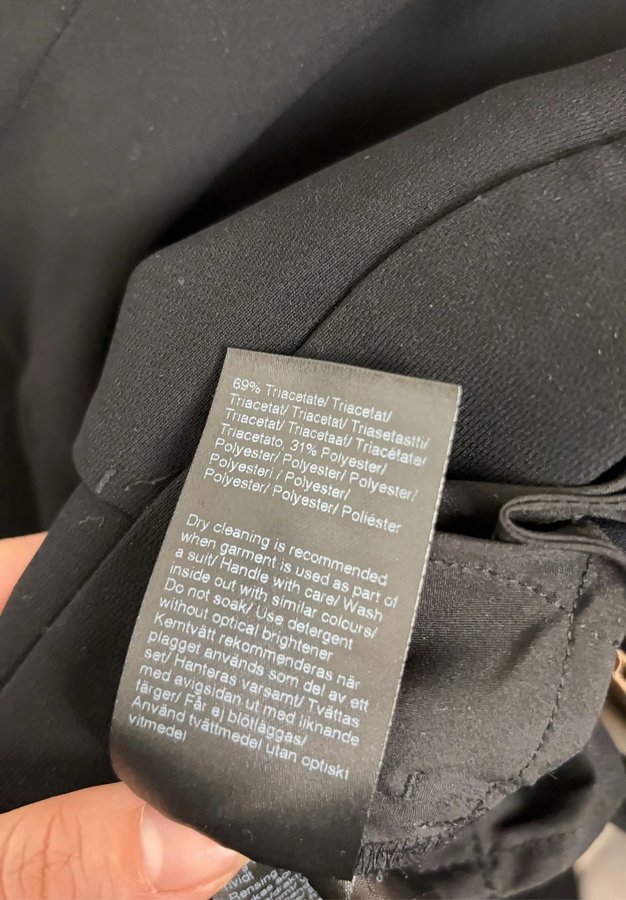 69% Triacetate/ Triacetat/
Triacetat/ Triacetat/ Triasetastti/
Triacetat/ Triacetaat/ Triacétate/
Triacetato, 31% Polyester/
Polyester/ Polyester/ Polyester/
Polyesteri / Polyester/
Polyester/ Polyester/ Poliéster
Dry cleaning is recommended
when garment is used as part of
a suit/ Handle with care/ Wash
inside out with similar colours/
Do not soak/ Use detergent
without optical brightener
Kemtvätt rekommenderas när
plagget används som del av ett
set/ Hanteras varsamt/ Tvättas
med avigsidan ut med liknande
färger/ Får ej blötläggas/
Använd tvättmedel utan optiskt
vitmedel
Rensing